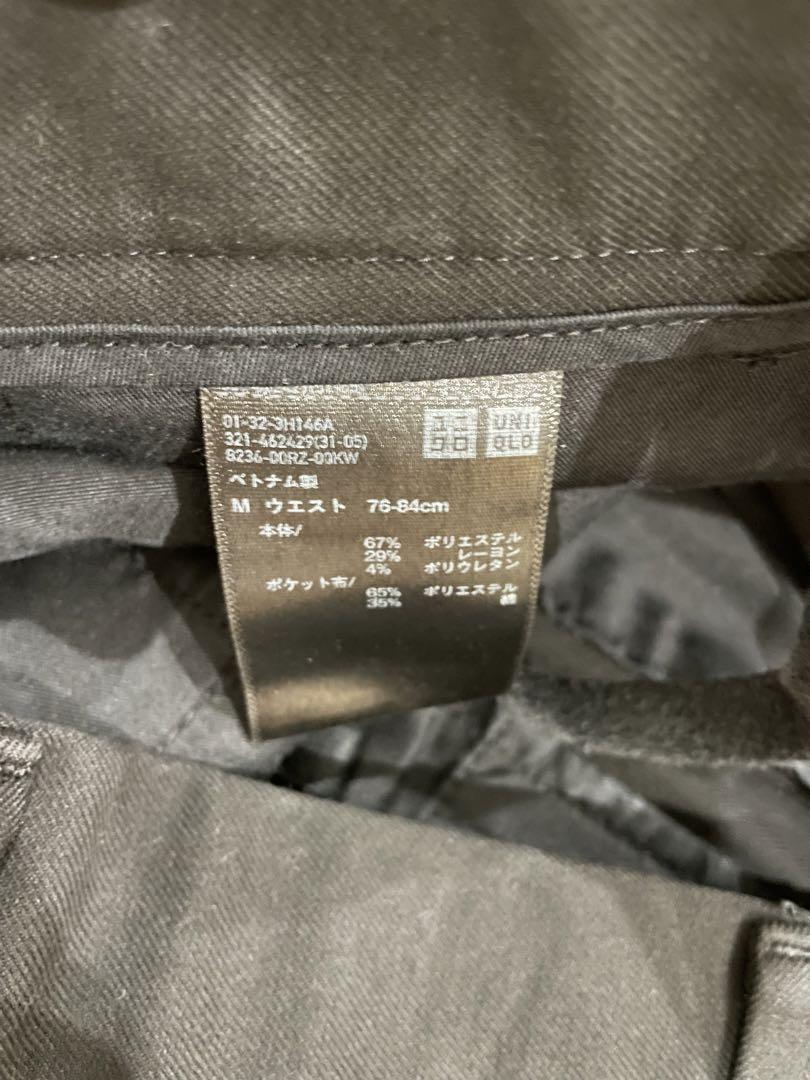 01-32-3H146A
321-462429(31-05)
8236-00RZ-00KW
ユニ
クロ
UNI
QLO
ベトナム製
M ウエスト 76-84cm
本体/
67% ポリエステル
29% レーヨン
4% ポリウレタン
ポケット布/
65% ポリエステル
35% 綿